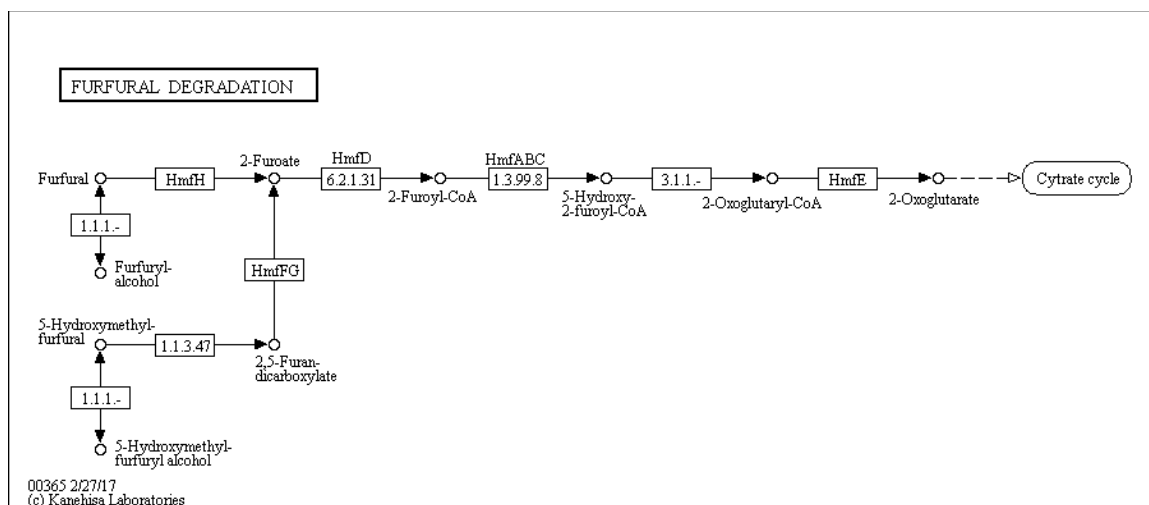 FURFURAL DEGRADATION
Furfural
HmfH
2-Furoate
HmfD
6.2.1.31
2-Furoyl-CoA
HmfABC
1.3.99.8
5-Hydroxy-
2-furoyl-CoA
3.1.1.-
2-Oxoglutaryl-CoA
HmfE
2-Oxoglutarate
Cytrate cycle
1.1.1.-
Furfuryl-
alcohol
HmfFG
5-Hydroxymethyl-
furfural
1.1.3.47
2,5-Furan-
dicarboxylate
1.1.1.-
5-Hydroxymethyl-
furfuryl alcohol
00365 2/27/17
(c) Kanehisa Laboratories